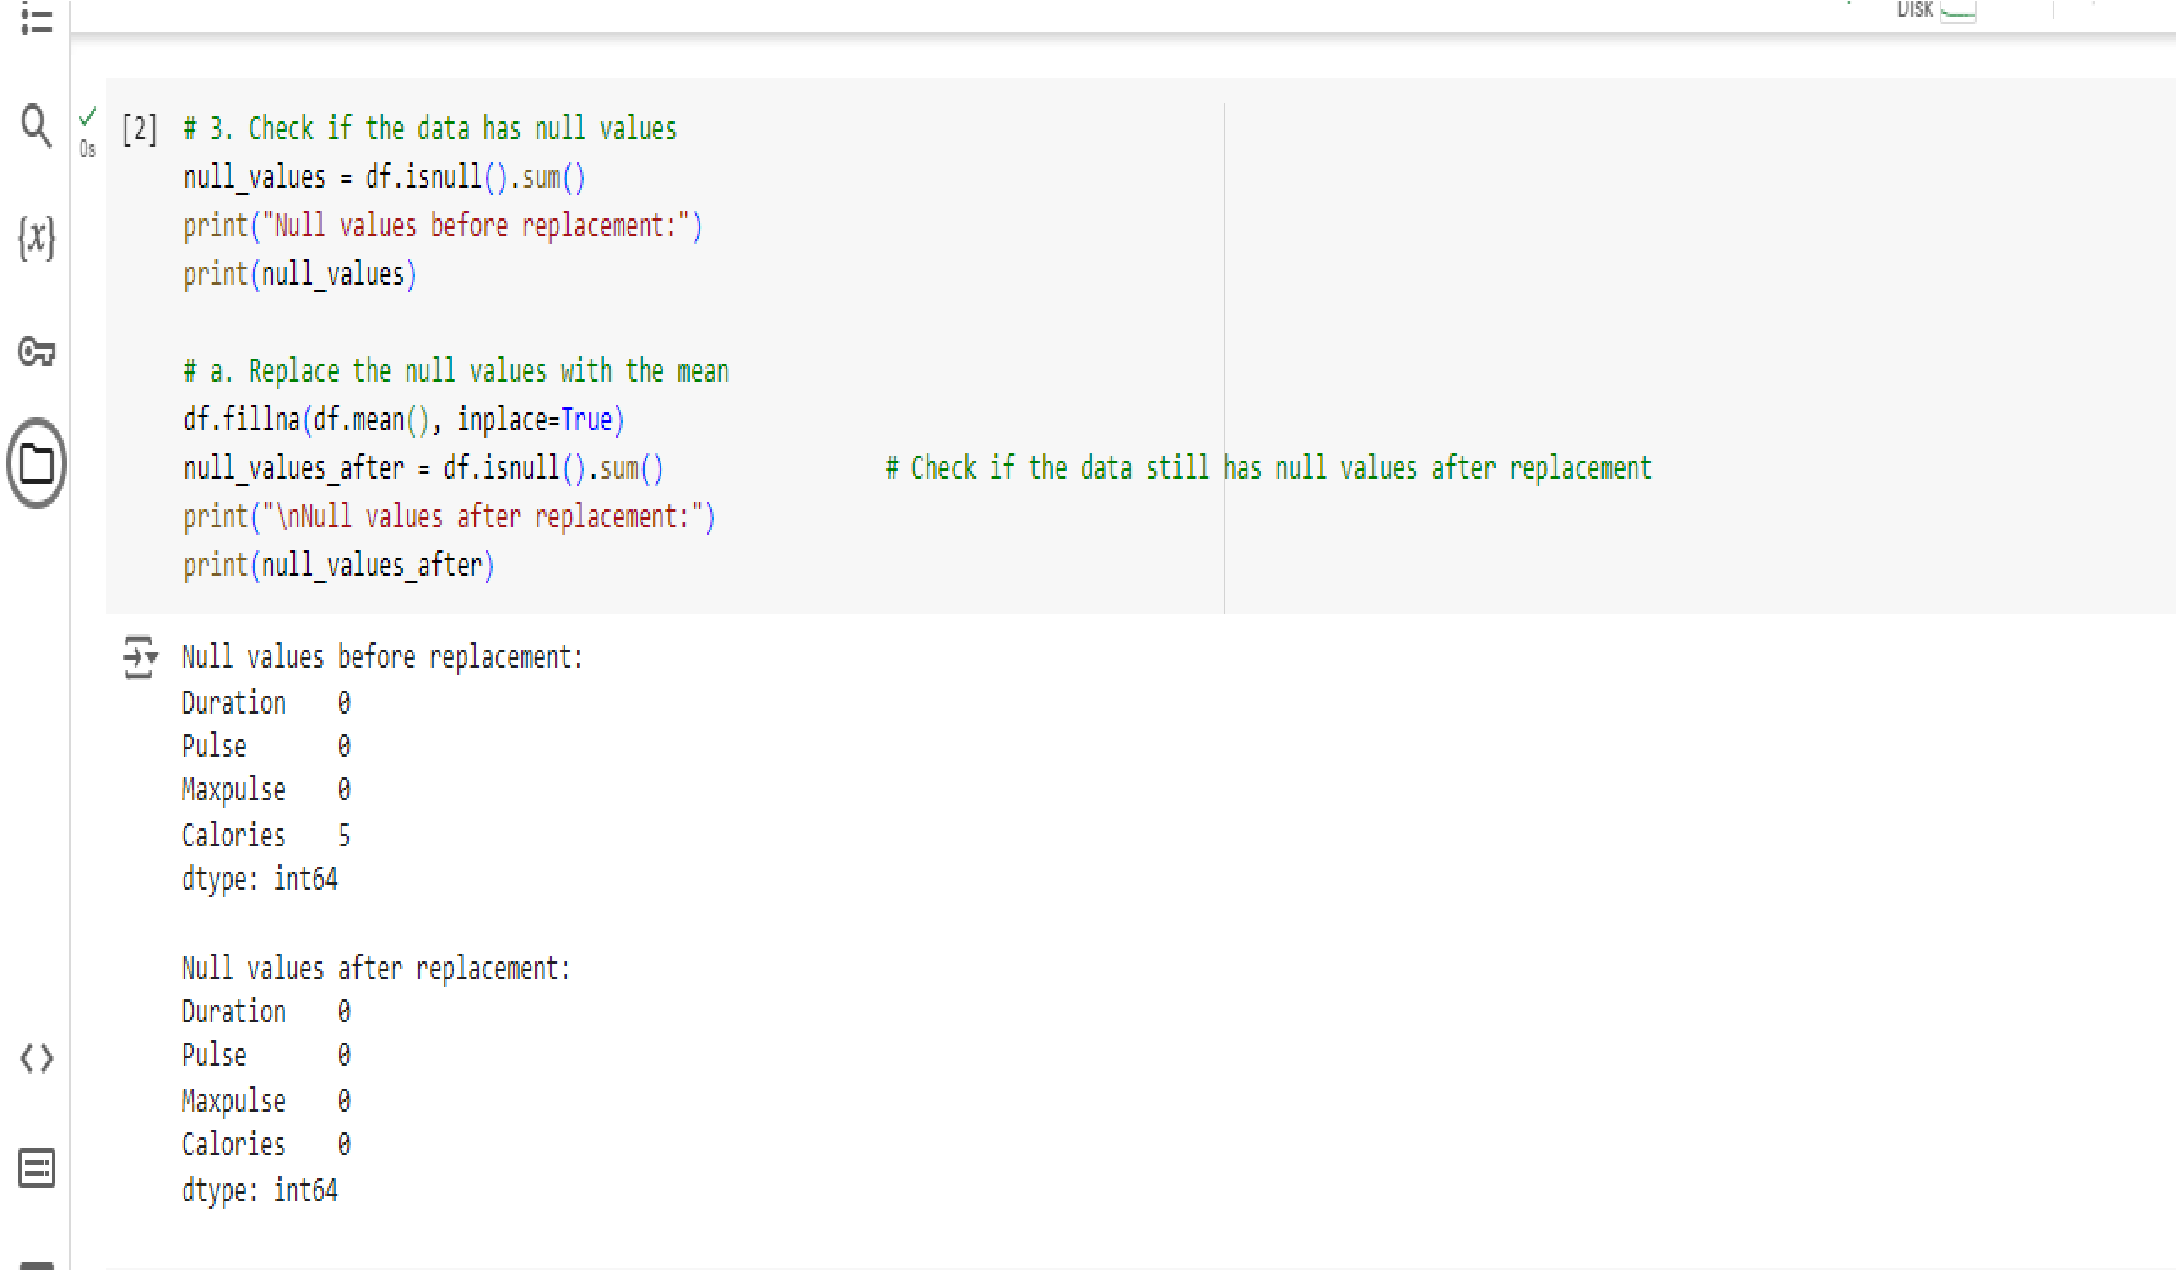 Disk
0s
[2] # 3. Check if the data has null values
null_values = df.isnull().sum()
print("Null values before replacement:")
print(null_values)
# a. Replace the null values with the mean
df.fillna(df.mean(), inplace=True)
null_values_after = df.isnull().sum() # Check if the data still has null values after replacement
print("\nNull values after replacement:")
print(null_values_after)
Null values before replacement:
Duration 0
Pulse 0
Maxpulse 0
Calories 5
dtype: int64
Null values after replacement:
Duration 0
Pulse 0
Maxpulse 0
Calories 0
dtype: int64